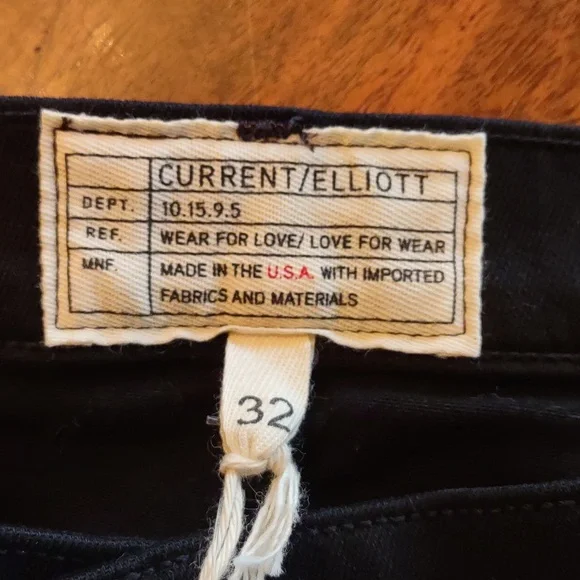 CURRENT/ELLIOTT
DEPT. 10.15.9.5
REF. WEAR FOR LOVE/ LOVE FOR WEAR
MNF. MADE IN THE U.S.A. WITH IMPORTED
FABRICS AND MATERIALS
32